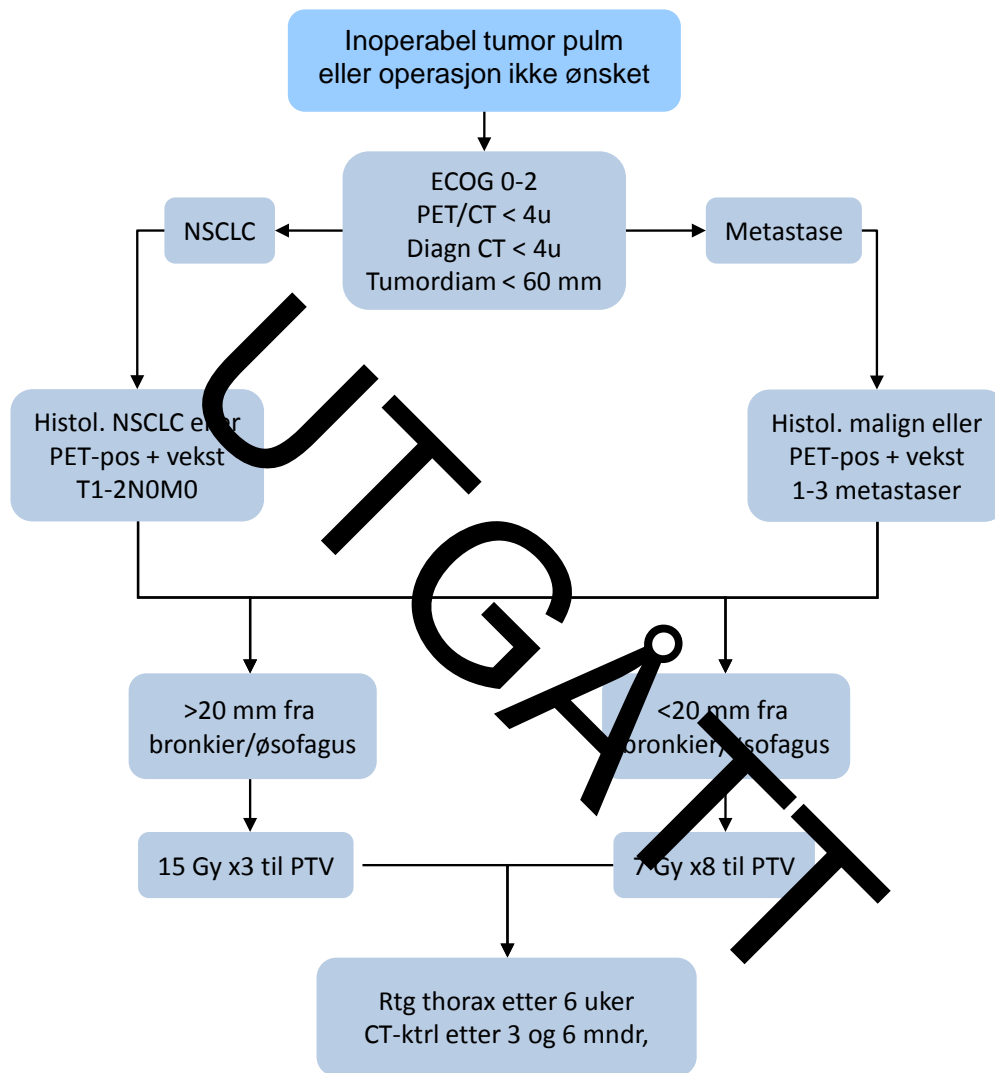 Inoperabel tumor pulm
eller operasjon ikke ønsket
ECOG 0-2
PET/CT < 4u
Diagn CT < 4u
Tumordiam < 60 mm
NSCLC
Metastase
Histol. NSCLC eller
PET-pos + vekst
T1-2N0M0
Histol. malign eller
PET-pos + vekst
1-3 metastaser
>20 mm fra
bronkier/øsofagus
<20 mm fra
bronkier/øsofagus
15 Gy x3 til PTV
7 Gy x8 til PTV
Rtg thorax etter 6 uker
CT-ktrl etter 3 og 6 mndr,
UTGÅTT